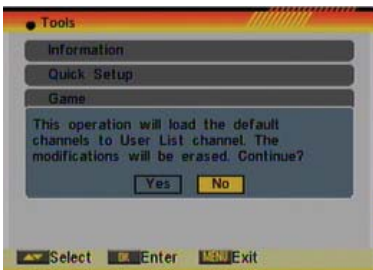 Tools
Information
Quick Setup
Game
This operation will load the default
channels to User List channel. The
modifications will be erased. Continue?
Yes No
Select OK Enter MENU Exit